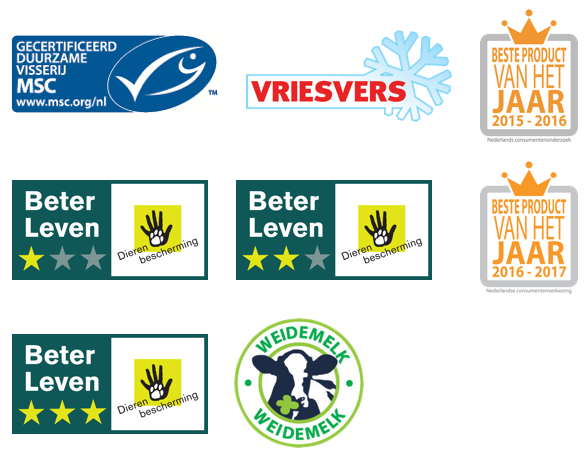 GECERTIFICEERD
DUURZAME
VISSERIJ
MSC
www.msc.org/nl
TM
VRIESVERS
BESTE PRODUCT
VAN HET
JAAR
2015 - 2016
Nederlands consumentenonderzoek
Beter
Leven
Dieren
bescherming
Beter
Leven
Dieren
bescherming
BESTE PRODUCT
VAN HET
JAAR
2016 - 2017
Nederlandse consumentenverkiezing
Beter
Leven
Dieren
bescherming
WEIDEMELK
WEIDEMELK